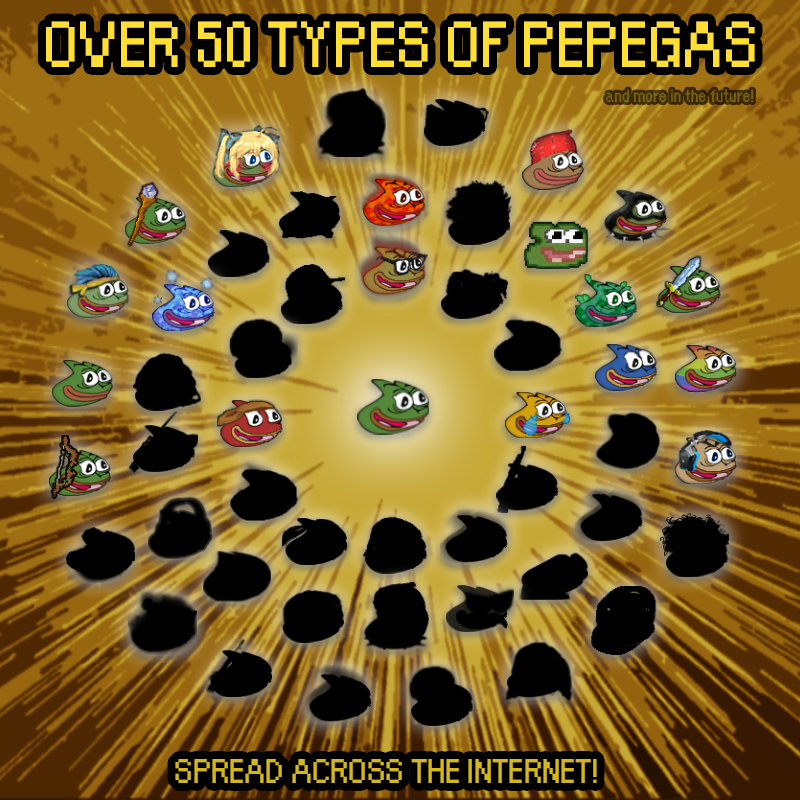 OVER 50 TYPES OF PEPEGAS
and more in the future!
SPREAD ACROSS THE INTERNET!